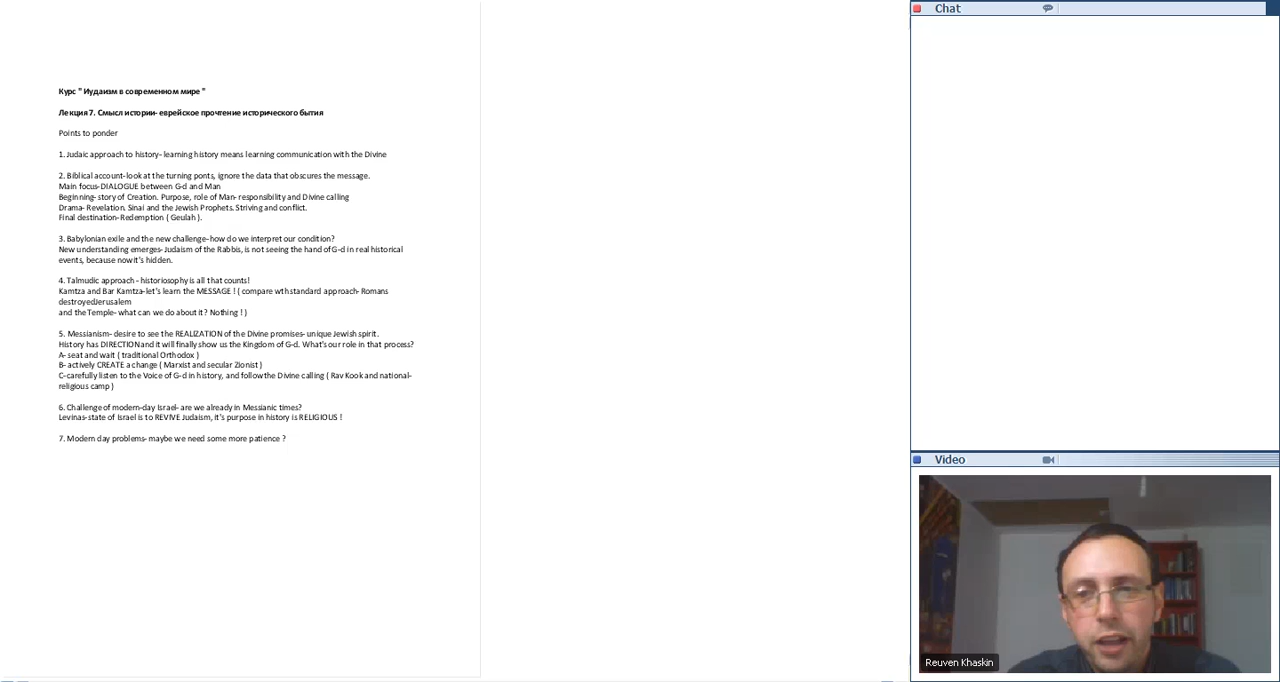 Курс " Иудаизм в современном мире "
Лекция 7. Смысл истории- еврейское прочтение исторического бытия
Points to ponder
1. Judaic approach to history- learning history means learning communication with the Divine
2. Biblical account-look at the turning ponts, ignore the data that obscures the message.
Main focus- DIALOGUE between G-d and Man
Beginning- story of Creation. Purpose, role of Man- responsibility and Divine calling
Drama- Revelation. Sinai and the Jewish Prophets. Striving and conflict.
Final destination- Redemption ( Geulah ).
3. Babylonian exile and the new challenge- how do we interpret our condition?
New understanding emerges- Judaism of the Rabbis, is not seeing the hand of G-d in real historical
events, because now it's hidden.
4. Talmudic approach - historiosophy is all that counts!
Kamtza and Bar Kamtza- let's learn the MESSAGE ! ( compare wth standard approach- Romans
destroyedJerusalem
and the Temple- what can we do about it? Nothing ! )
5. Messianism- desire to see the REALIZATION of the Divine promises- unique Jewish spirit.
History has DIRECTION and it will finally show us the Kingdom of G-d. What's our role in that process?
A- seat and wait ( traditional Orthodox )
B- actively CREATE a change ( Marxist and secular Zionist )
C-carefully listen to the Voice of G-d in history, and follow the Divine calling ( Rav Kook and national-
religious camp )
6. Challenge of modern-day Israel- are we already in Messianic times?
Levinas- state of Israel is to REVIVE Judaism, it's purpose in history is RELIGIOUS !
7. Modern day problems- maybe we need some more patience ?
Chat
Video
Reuven Khaskin